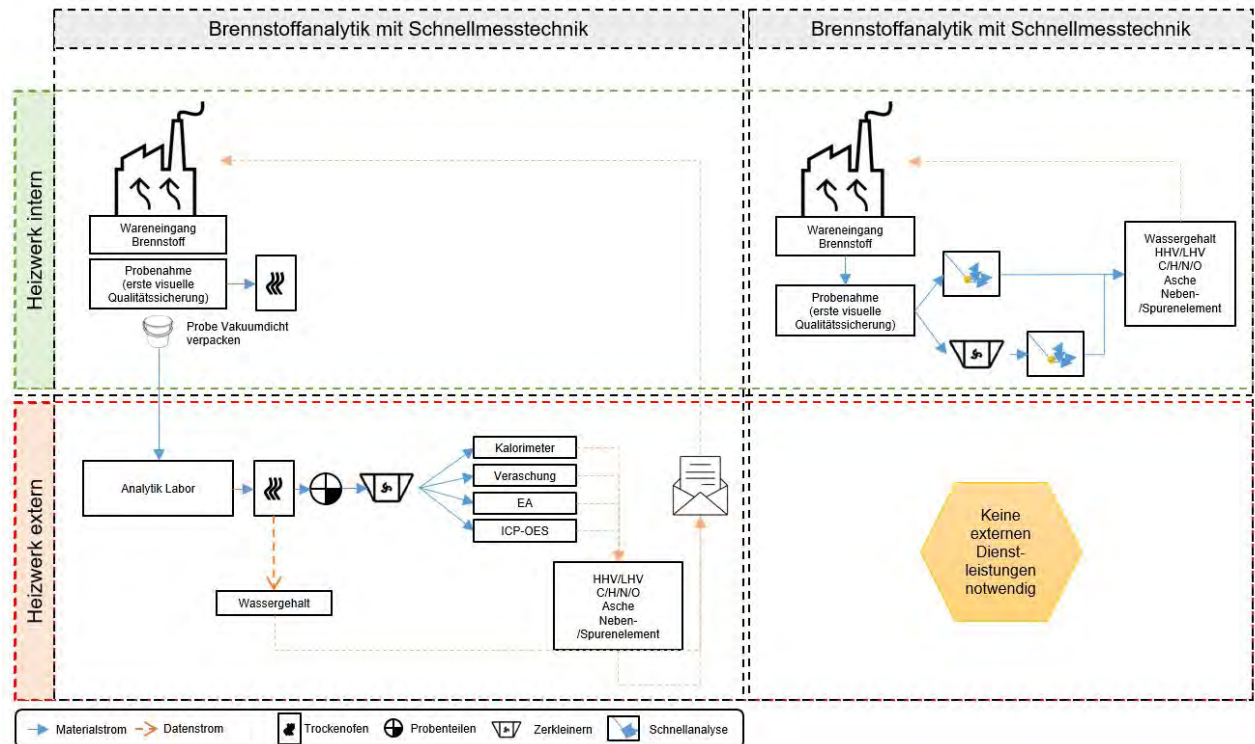 Brennstoffanalytik mit Schnellmesstechnik
Brennstoffanalytik mit Schnellmesstechnik
Heizwerk intern
Wareneingang
Brennstoff
Probenahme
(erste visuelle
Qualitätssicherung)
Probe Vakuumdicht
verpacken
Wareneingang
Brennstoff
Probenahme
(erste visuelle
Qualitätssicherung)
Wassergehalt
HHV/LHV
C/H/N/O
Asche
Neben-
/Spurenelement
Heizwerk extern
Analytik Labor
Wassergehalt
Kalorimeter
Veraschung
EA
ICP-OES
HHV/LHV
C/H/N/O
Asche
Neben-
/Spurenelement
Keine
externen
Dienst-
leistungen
notwendig
Materialstrom
Datenstrom
Trockenofen
Probenteilen
Zerkleinern
Schnellanalyse